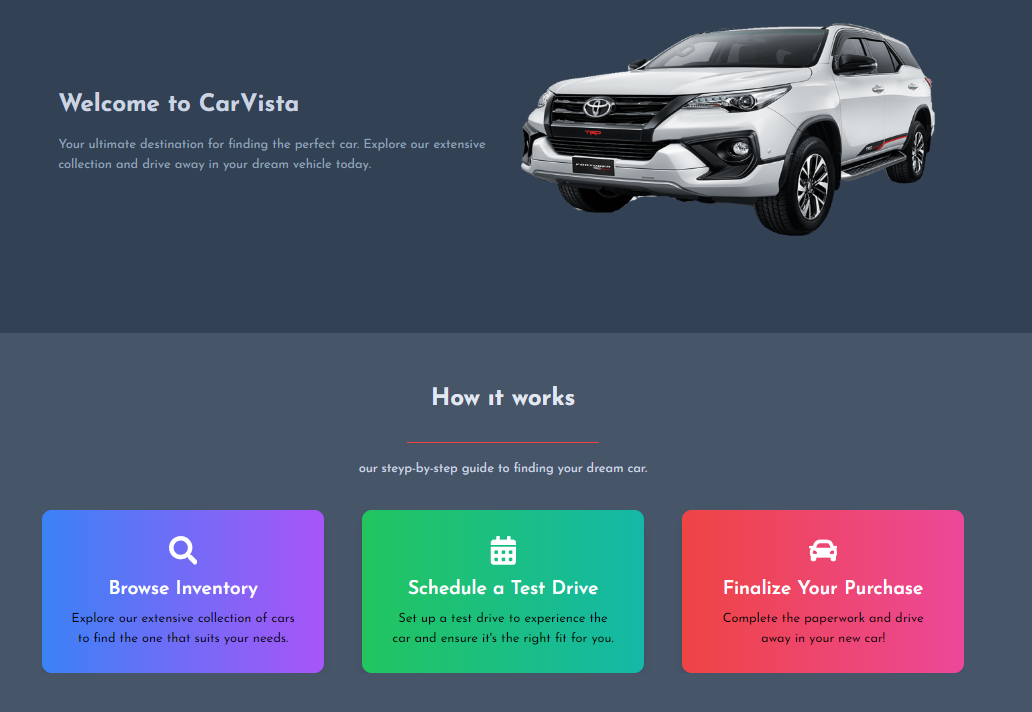 Welcome to CarVista
Your ultimate destination for finding the perfect car. Explore our extensive
collection and drive away in your dream vehicle today.
TRD
FORTUNER
TRD
How it works
our steyp-by-step guide to finding your dream car.
Browse Inventory
Explore our extensive collection of cars
to find the one that suits your needs.
Schedule a Test Drive
Set up a test drive to experience the
car and ensure it's the right fit for you.
Finalize Your Purchase
Complete the paperwork and drive
away in your new car!